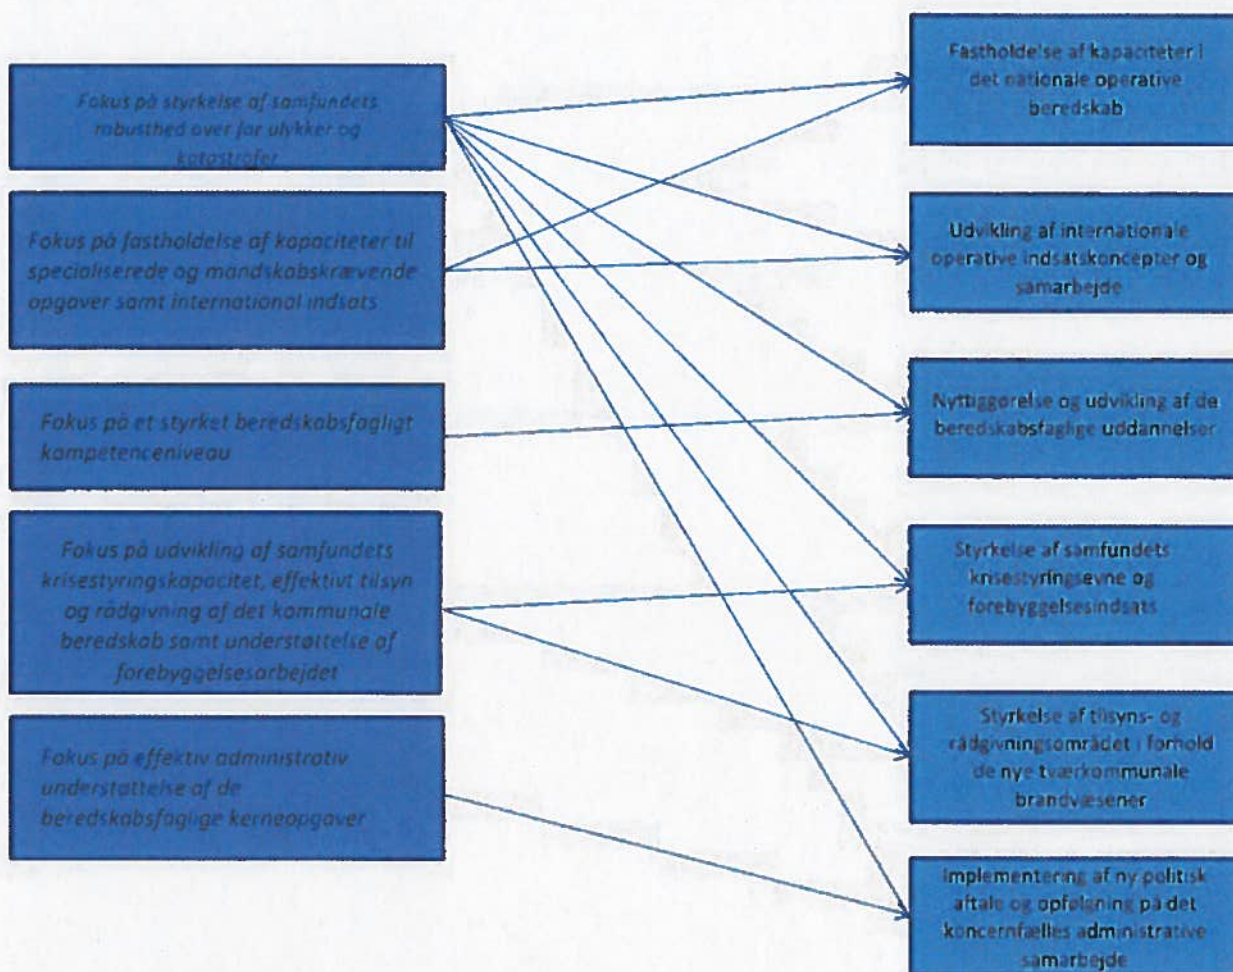 Fokus på styrkelse af samfundets
robusthed over for ulykker og
katastrofer
Fokus på fastholdelse af kapaciteter til
specialiserede og mandskabskrævende
opgaver samt international indsats
Fokus på et styrket beredskabsfagligt
kompetenceniveau
Fokus på udvikling af samfundets
krisestyringskapacitet, effektivt tilsyn
og rådgivning af det kommunale
beredskab samt understøttelse af
forebyggelsesarbejdet
Fokus på effektiv administrativ
understøttelse af de
beredskabsfaglige kerneopgaver
Fastholdelse af kapaciteter i
det nationale operative
beredskab
Udvikling af internationale
operative indsatskoncepter og
samarbejde
Nyttiggørelse og udvikling af de
beredskabsfaglige uddannelser
Styrkelse af samfundets
krisestyringsevne og
forebyggelsesindsats
Styrkelse af tilsyns- og
rådgivningsområdet i forhold
de nye tværkommunale
brandvæsener
Implementering af ny politisk
aftale og opfølgning på det
koncernfælles administrative
samarbejde